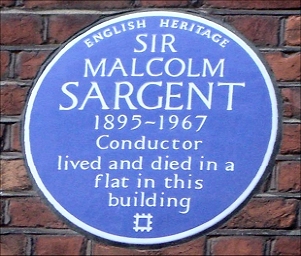 ENGLISH HERITAGE
SIR
MALCOLM
SARGENT
1895~1967
Conductor
lived and died in a
flat in this
building